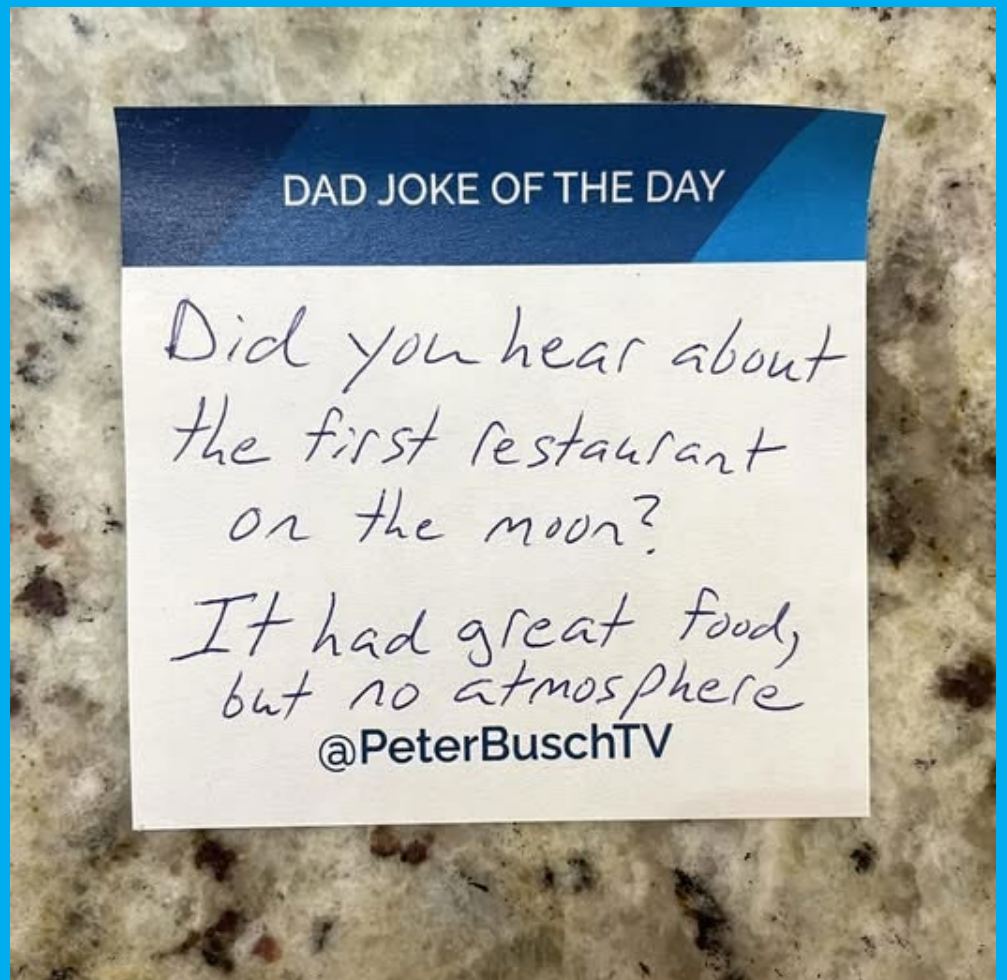 DAD JOKE OF THE DAY
Did you hear about
the first restaurant
on the moon?
It had great food,
but no atmosphere
@PeterBuschTV